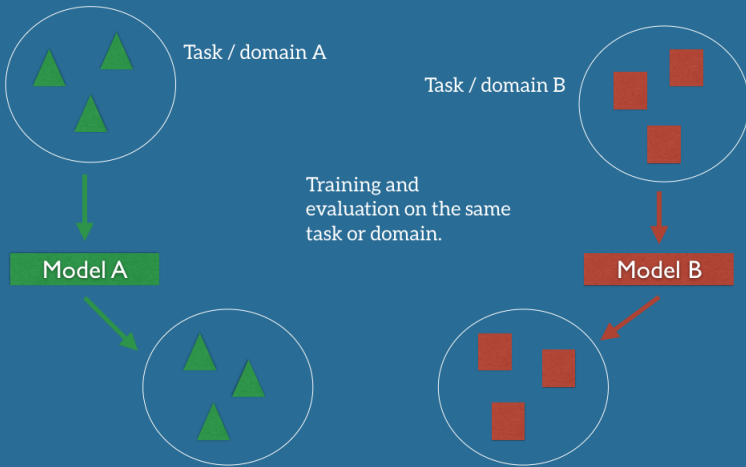 Task / domain A
Task / domain B
Training and
evaluation on the same
task or domain.
Model A
Model B